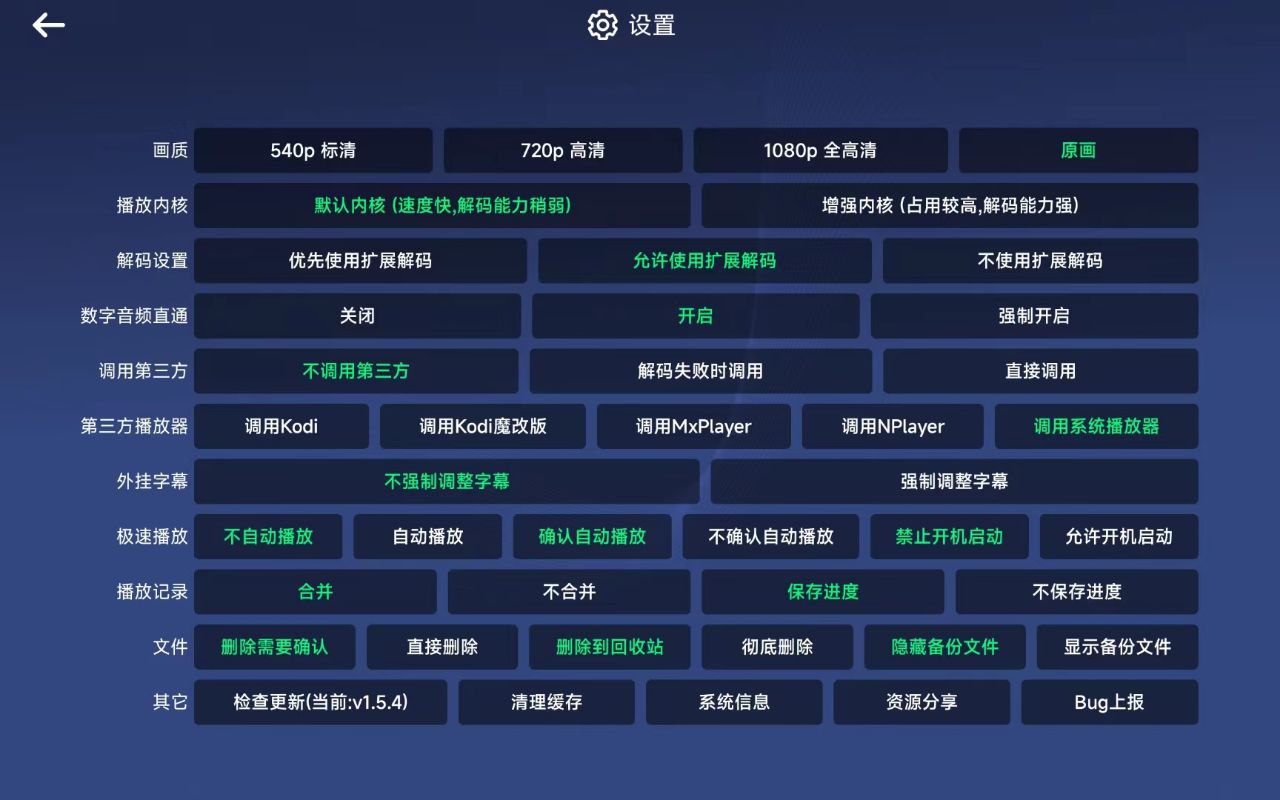 设置
画质 540p 标清 720p 高清 1080p 全高清 原画
播放内核 默认内核 (速度快,解码能力稍弱) 增强内核 (占用较高,解码能力强)
解码设置 优先使用扩展解码 允许使用扩展解码 不使用扩展解码
数字音频直通 关闭 开启 强制开启
调用第三方 不调用第三方 解码失败时调用 直接调用
第三方播放器 调用Kodi 调用Kodi魔改版 调用MxPlayer 调用NPlayer 调用系统播放器
外挂字幕 不强制调整字幕 强制调整字幕
极速播放 不自动播放 自动播放 确认自动播放 不确认自动播放 禁止开机启动 允许开机启动
播放记录 合并 不合并 保存进度 不保存进度
文件 删除需要确认 直接删除 删除到回收站 彻底删除 隐藏备份文件 显示备份文件
其它 检查更新(当前:v1.5.4) 清理缓存 系统信息 资源分享 Bug上报